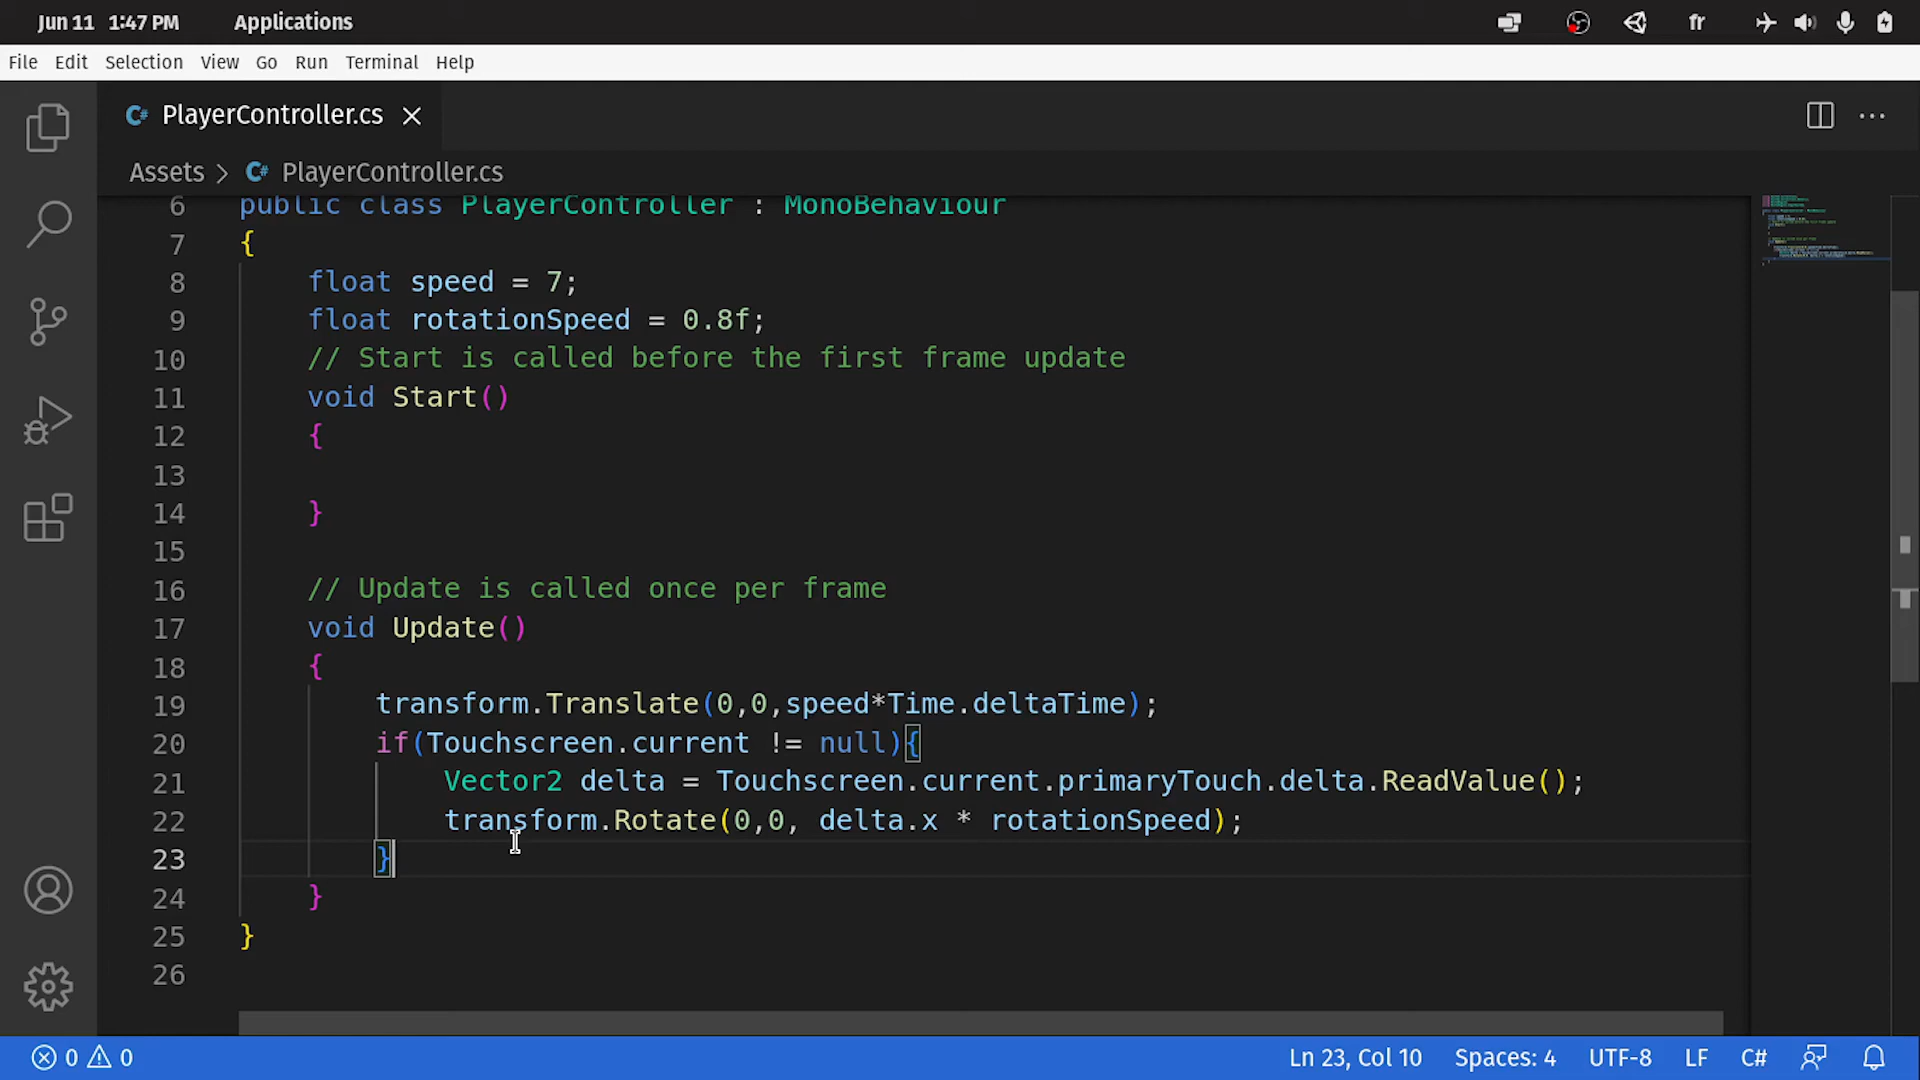 Jun 11 1:47 PM Applications fr
File Edit Selection View Go Run Terminal Help
PlayerController.cs
Assets > PlayerController.cs
6 public class PlayerController : MonoBehaviour
7 {
8 float speed = 7;
9 float rotationSpeed = 0.8f;
10 // Start is called before the first frame update
11 void Start()
12 {
13
14 }
15
16 // Update is called once per frame
17 void Update()
18 {
19 transform.Translate(0,0,speed*Time.deltaTime);
20 if(Touchscreen.current != null){
21 Vector2 delta = Touchscreen.current.primaryTouch.delta.ReadValue();
22 transform.Rotate(0,0, delta.x * rotationSpeed);
23 }
24 }
25 }
26
0 0 Ln 23, Col 10 Spaces: 4 UTF-8 LF C#